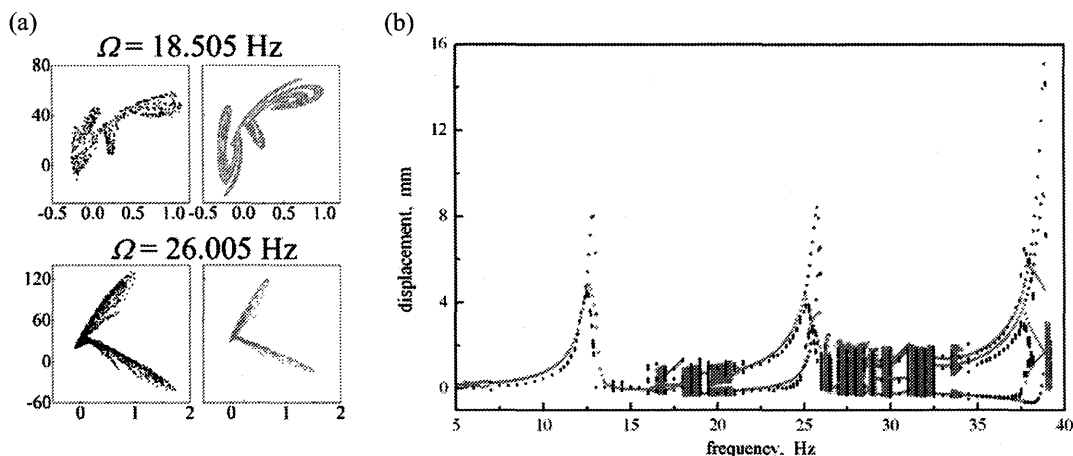 (a)
Ω = 18.505 Hz
80
40
0
-0.5 0.0 0.5 1.0 -0.5 0.0 0.5 1.0
Ω = 26.005 Hz
120
60
0
-60
0 1 2 0 1 2
(b)
16
12
8
4
0
displacement, mm
5 10 15 20 25 30 35 40
frequency, Hz